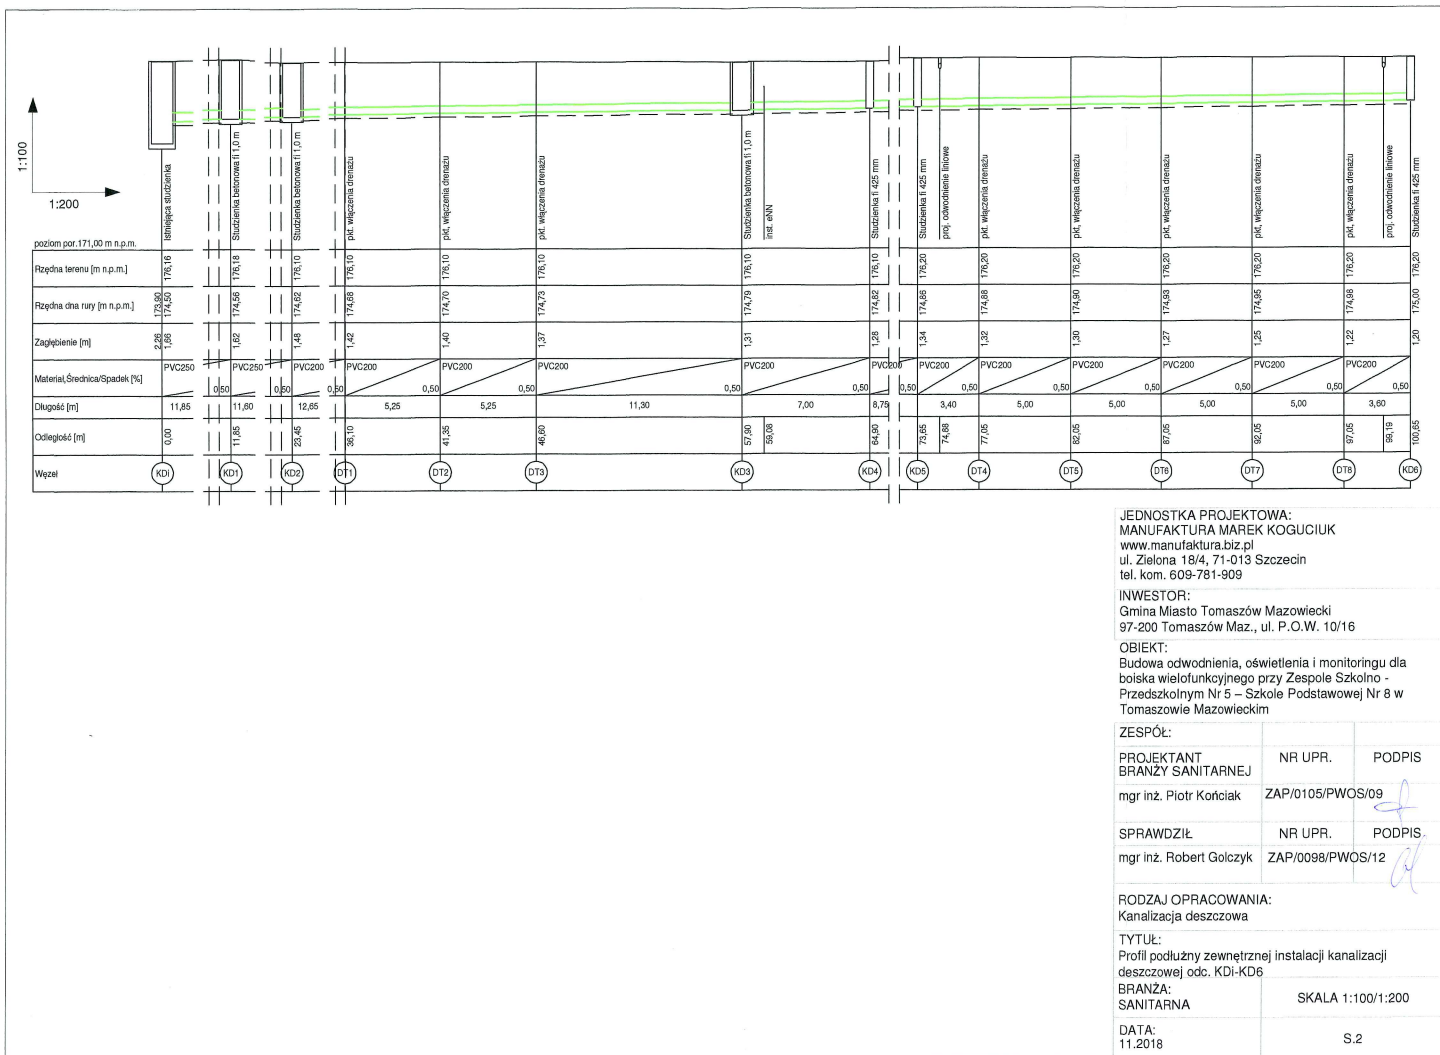 1:100
1:200
Istniejąca studzienka
Studzienka betonowa fi 1,0 m
Studzienka betonowa fi 1,0 m
pkt. włączenia drenażu
pkt. włączenia drenażu
pkt. włączenia drenażu
Studzienka betonowa fi 1,0 m
inst. eNN
Studzienka fi 425 mm
Studzienka fi 425 mm
proj. odwodnienie liniowe
pkt. włączenia drenażu
pkt. włączenia drenażu
pkt. włączenia drenażu
pkt. włączenia drenażu
pkt. włączenia drenażu
proj. odwodnienie liniowe
Studzienka fi 425 mm
poziom por.171,00 m n.p.m.
Rzędna terenu [m n.p.m.] 176,16 176,18 176,10 176,10 176,10 176,10 176,10 176,10 176,20 176,20 176,20 176,20 176,20 176,20 176,20
Rzędna dna rury [m n.p.m.] 173,90 174,50 174,56 174,62 174,68 174,70 174,73 174,79 174,82 174,86 174,88 174,90 174,93 174,95 174,98 175,00
Zagłębienie [m] 2,26 1,66 1,62 1,48 1,42 1,40 1,37 1,31 1,28 1,34 1,32 1,30 1,27 1,25 1,22 1,20
PVC250 PVC250 PVC200 PVC200 PVC200 PVC200 PVC200 PVC200 PVC200 PVC200 PVC200 PVC200 PVC200 PVC200
Materiał,Średnica/Spadek [%] 0,50 0,50 0,50 0,50 0,50 0,50 0,50 0,50 0,50 0,50 0,50 0,50 0,50 0,50
Długość [m] 11,85 11,60 12,65 5,25 5,25 11,30 7,00 8,75 3,40 5,00 5,00 5,00 5,00 3,60
Odległość [m] 0,00 11,85 23,45 36,10 41,35 46,60 57,90 59,08 64,90 73,65 74,88 77,05 82,05 87,05 92,05 97,05 99,19 100,65
Węzeł KDi KD1 KD2 DT1 DT2 DT3 KD3 KD4 KD5 DT4 DT5 DT6 DT7 DT8 KD6
JEDNOSTKA PROJEKTOWA:
MANUFAKTURA MAREK KOGUCIUK
www.manufaktura.biz.pl
ul. Zielona 18/4, 71-013 Szczecin
tel. kom. 609-781-909
INWESTOR:
Gmina Miasto Tomaszów Mazowiecki
97-200 Tomaszów Maz., ul. P.O.W. 10/16
OBIEKT:
Budowa odwodnienia, oświetlenia i monitoringu dla
boiska wielofunkcyjnego przy Zespole Szkolno -
Przedszkolnym Nr 5 – Szkole Podstawowej Nr 8 w
Tomaszowie Mazowieckim
ZESPÓŁ:
PROJEKTANT NR UPR. PODPIS
BRANŻY SANITARNEJ
mgr inż. Piotr Kończak ZAP/0105/PWOS/09
SPRAWDZIŁ NR UPR. PODPIS
mgr inż. Robert Golczyk ZAP/0098/PWOS/12
RODZAJ OPRACOWANIA:
Kanalizacja deszczowa
TYTUŁ:
Profil podłużny zewnętrznej instalacji kanalizacji
deszczowej odc. KDi-KD6
BRANŻA:
SANITARNA
SKALA 1:100/1:200
DATA:
11.2018
S.2